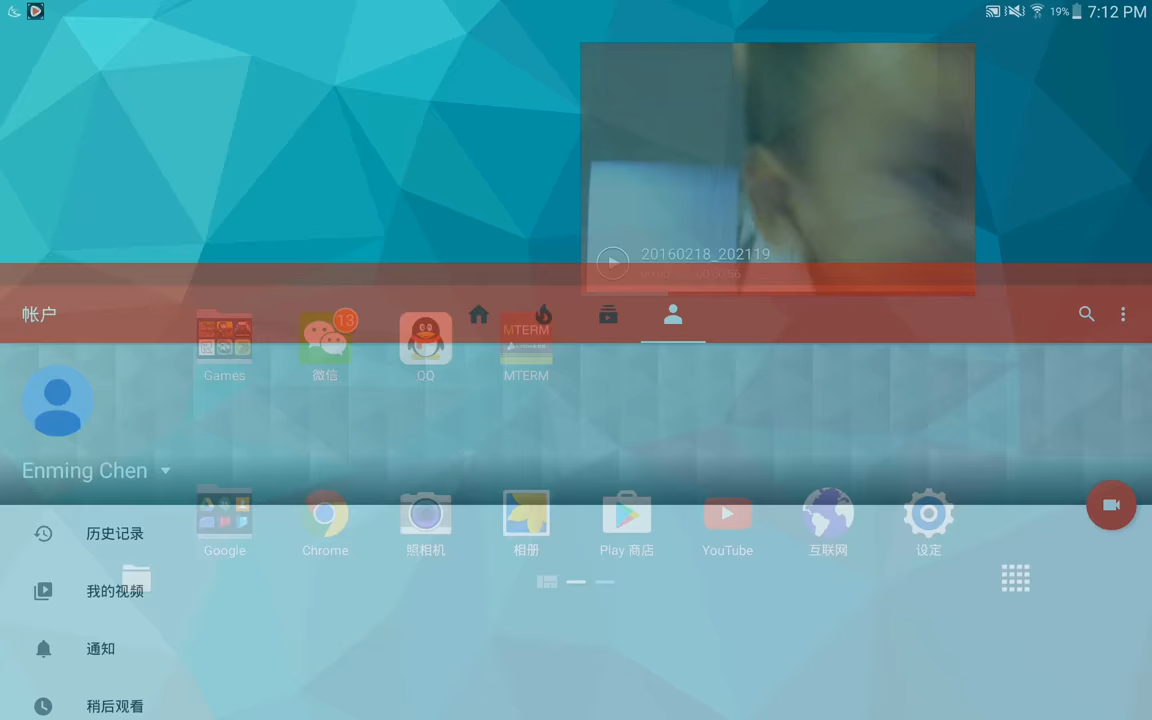 19% 7:12 PM
20160218_202119
帐户
13
MTERM
Games 微信 QQ MTERM
Enming Chen
历史记录
Google Chrome 照相机 相册 Play 商店 YouTube 互联网 设定
我的视频
通知
稍后观看